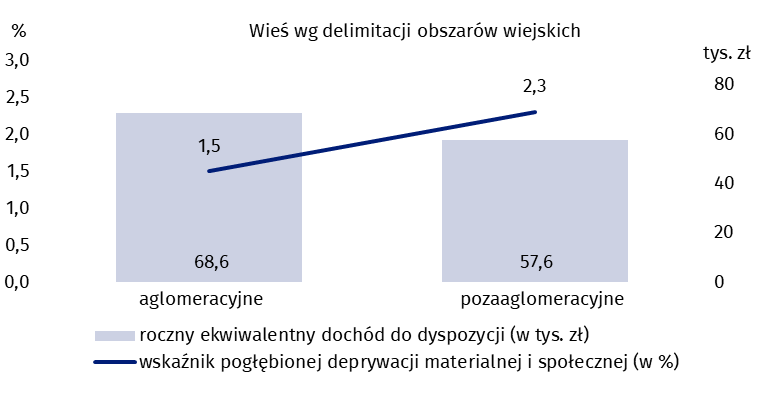 %
Wieś wg delimitacji obszarów wiejskich
tys. zł
3,0
2,5
2,0
1,5
1,0
0,5
0,0
80
60
40
20
0
1,5
2,3
68,6
57,6
aglomeracyjne
pozaaglomeracyjne
roczny ekwiwalentny dochód do dyspozycji (w tys. zł)
wskaźnik pogłębionej deprywacji materialnej i społecznej (w %)